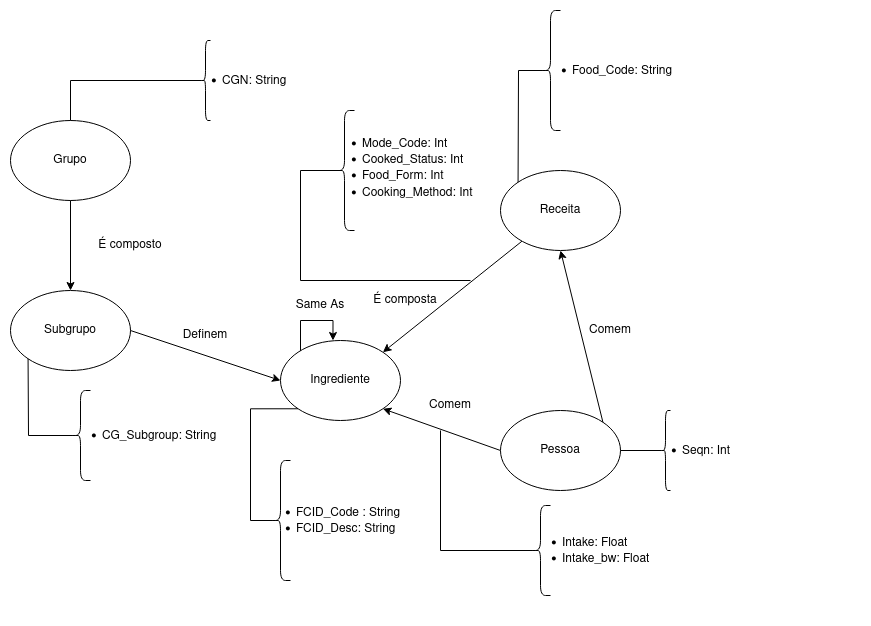 Food_Code: String
CGN: String
Mode_Code: Int
Cooked_Status: Int
Food_Form: Int
Cooking_Method: Int
Grupo
Receita
É composto
É composta
Same As
Subgrupo
Definem
Comem
Ingrediente
Comem
CG_Subgroup: String
Pessoa
Seqn: Int
FCID_Code : String
FCID_Desc: String
Intake: Float
Intake_bw: Float